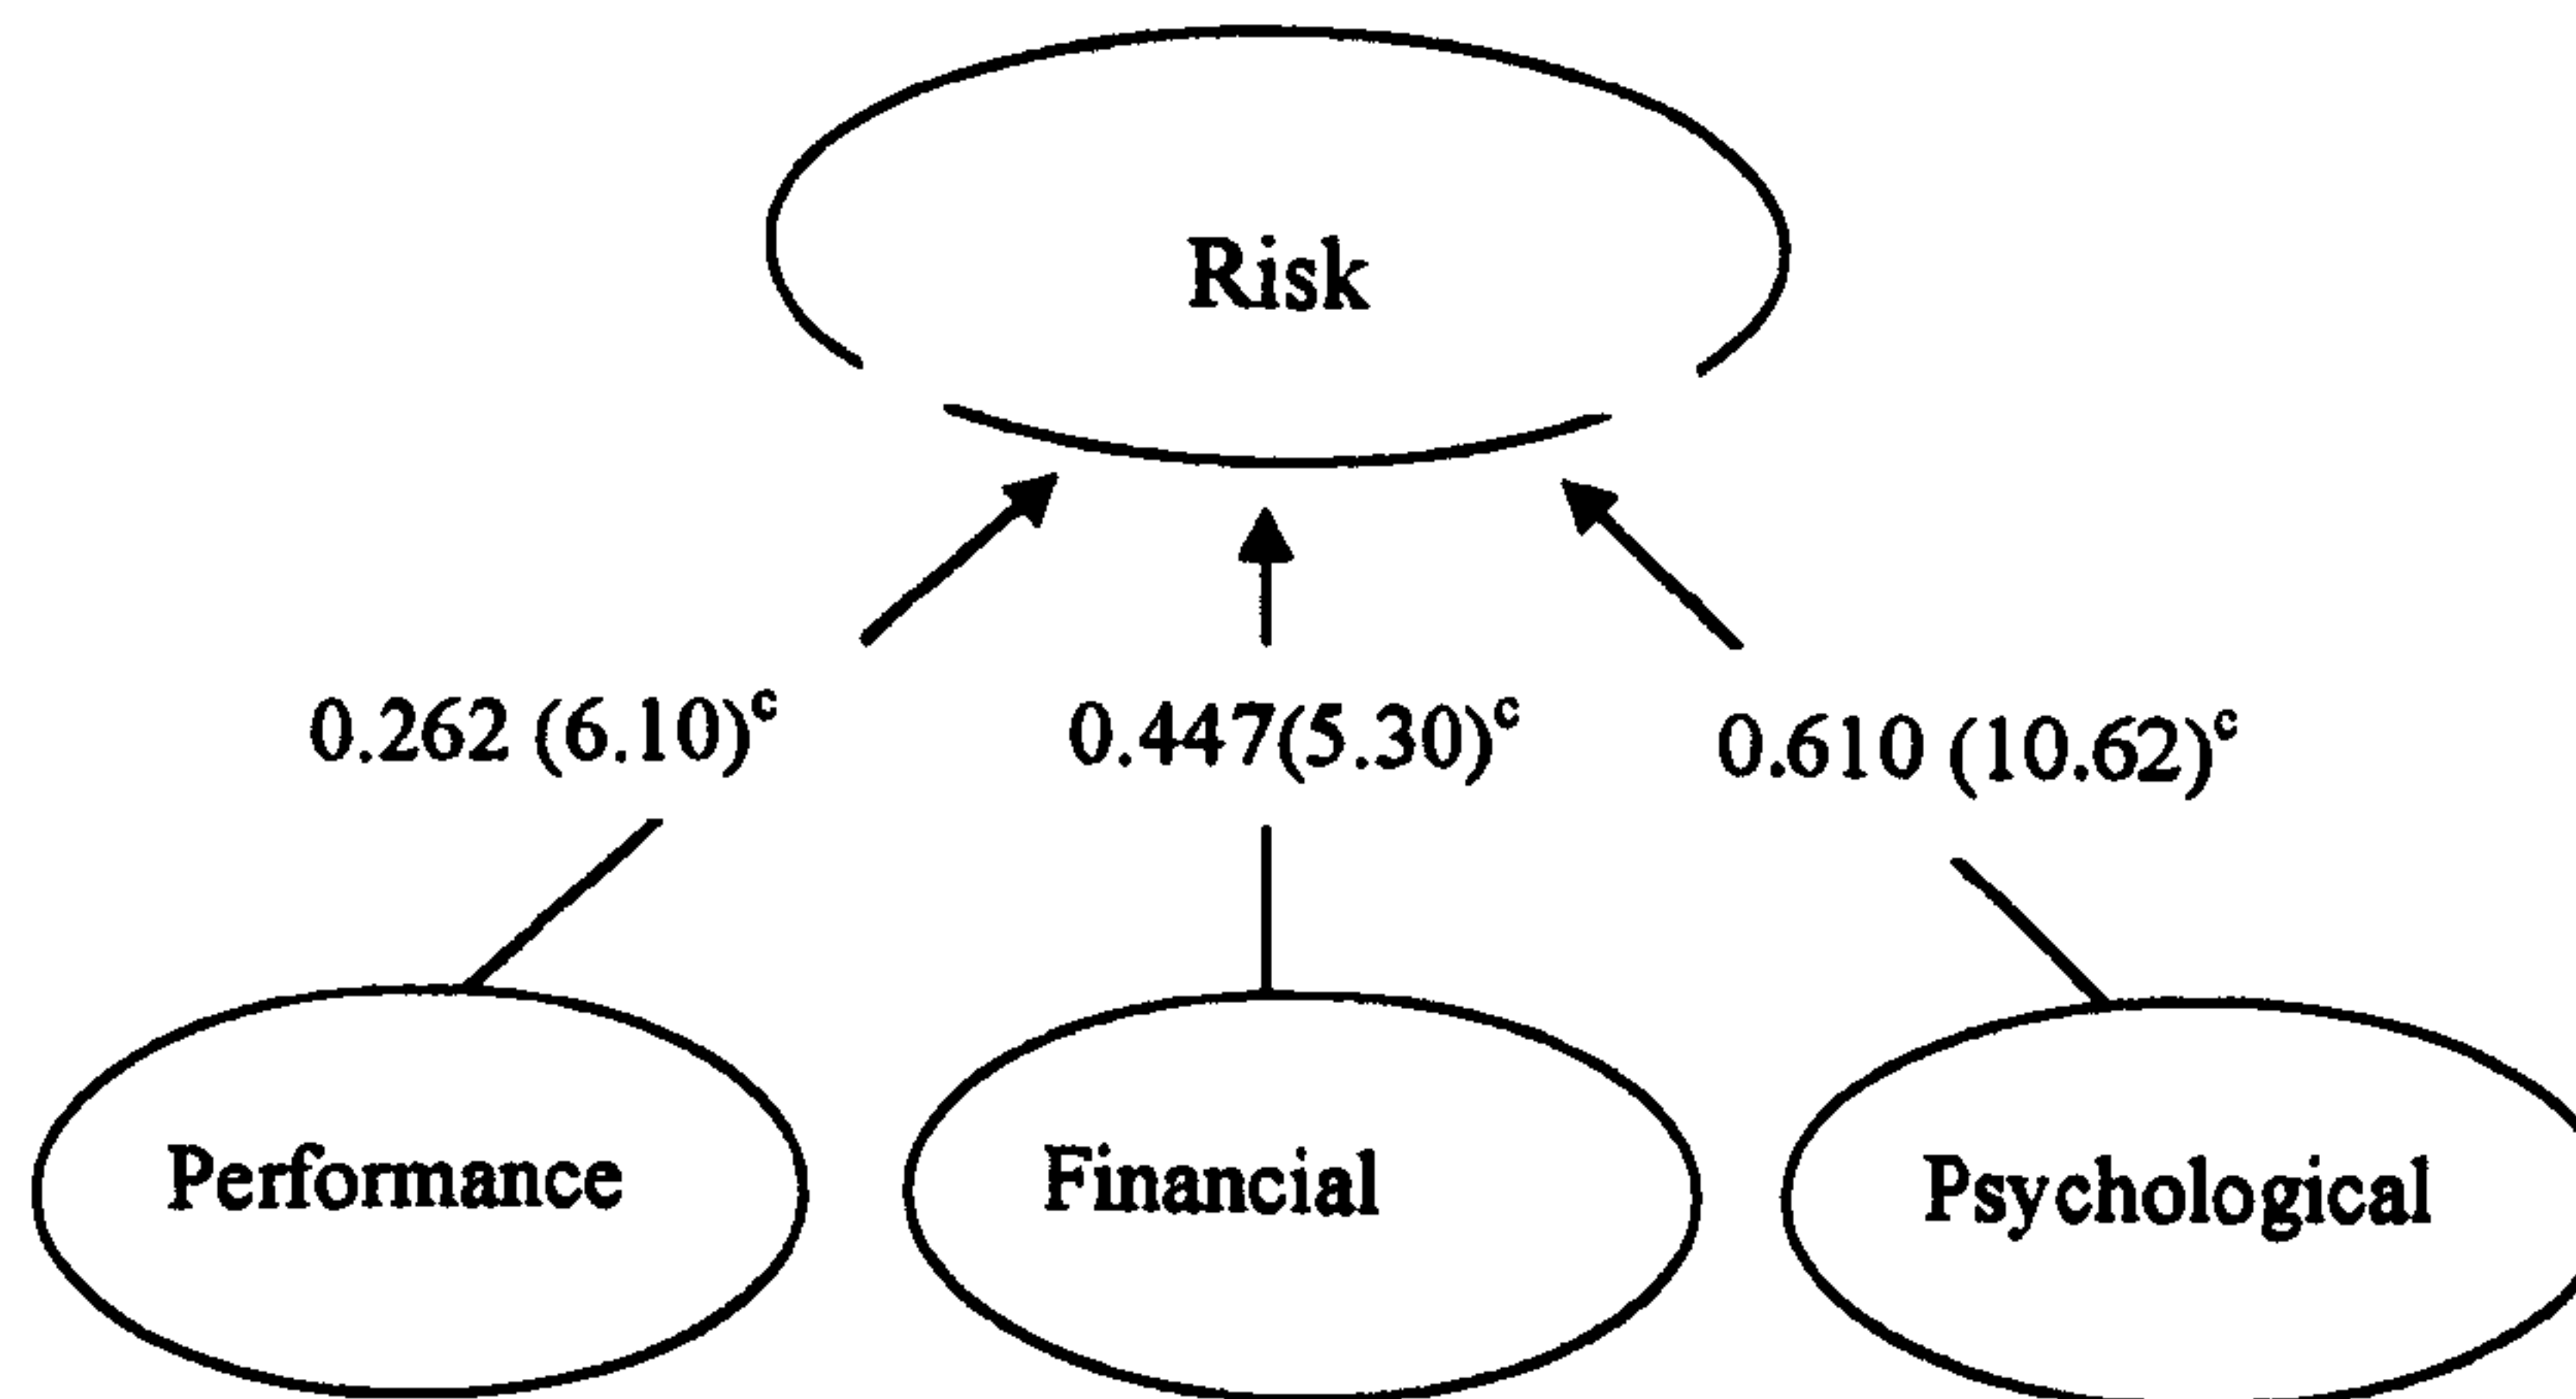 Risk
0.262 (6.10)ᶜ 0.447(5.30)ᶜ 0.610 (10.62)ᶜ
Performance Financial Psychological